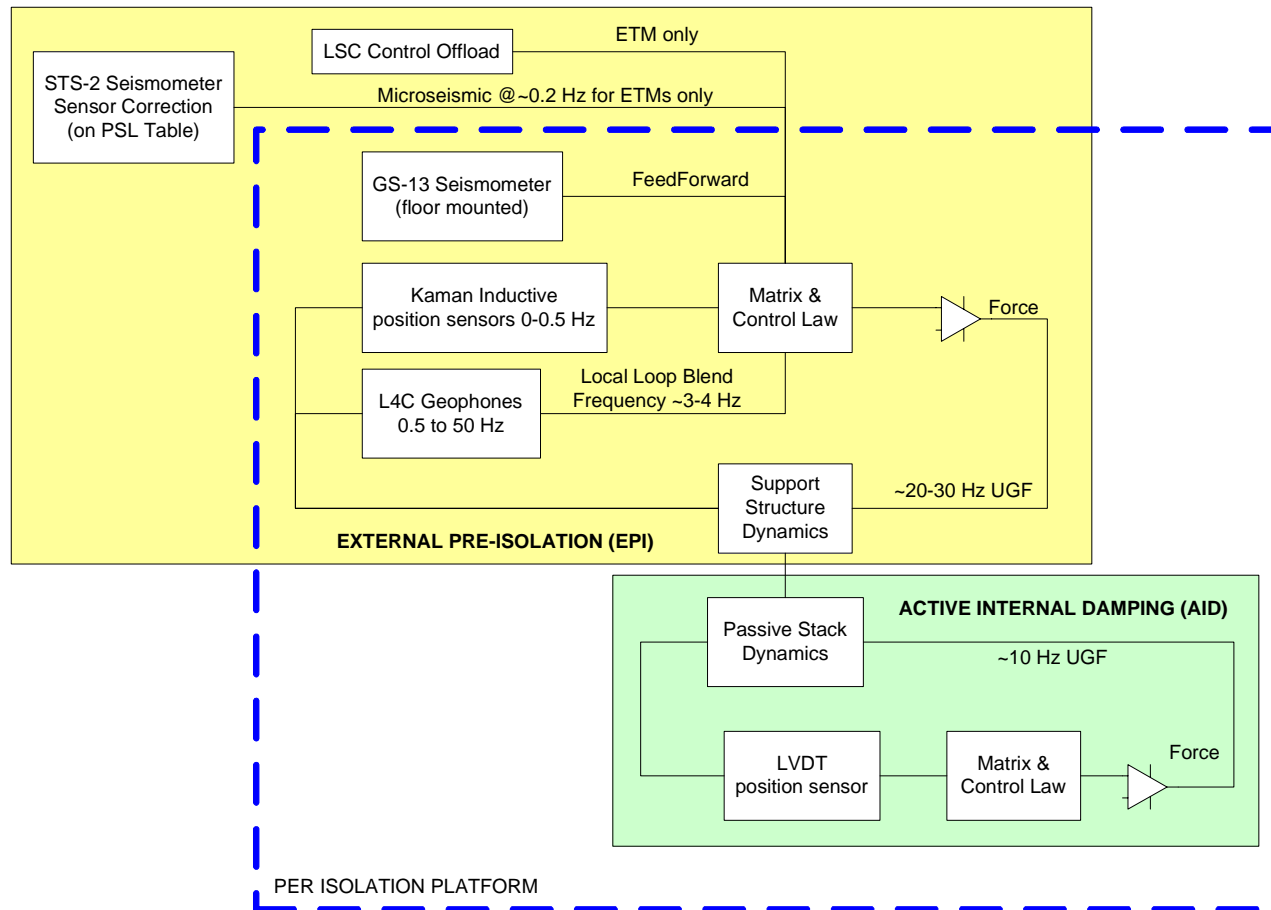 LSC Control Offload
ETM only
STS-2 Seismometer
Sensor Correction
(on PSL Table)
Microseismic @~0.2 Hz for ETMs only
GS-13 Seismometer
(floor mounted)
FeedForward
Kaman Inductive
position sensors 0-0.5 Hz
Matrix &
Control Law
Force
L4C Geophones
0.5 to 50 Hz
Local Loop Blend
Frequency ~3-4 Hz
Support
Structure
Dynamics
~20-30 Hz UGF
EXTERNAL PRE-ISOLATION (EPI)
ACTIVE INTERNAL DAMPING (AID)
Passive Stack
Dynamics
~10 Hz UGF
LVDT
position sensor
Matrix &
Control Law
Force
PER ISOLATION PLATFORM